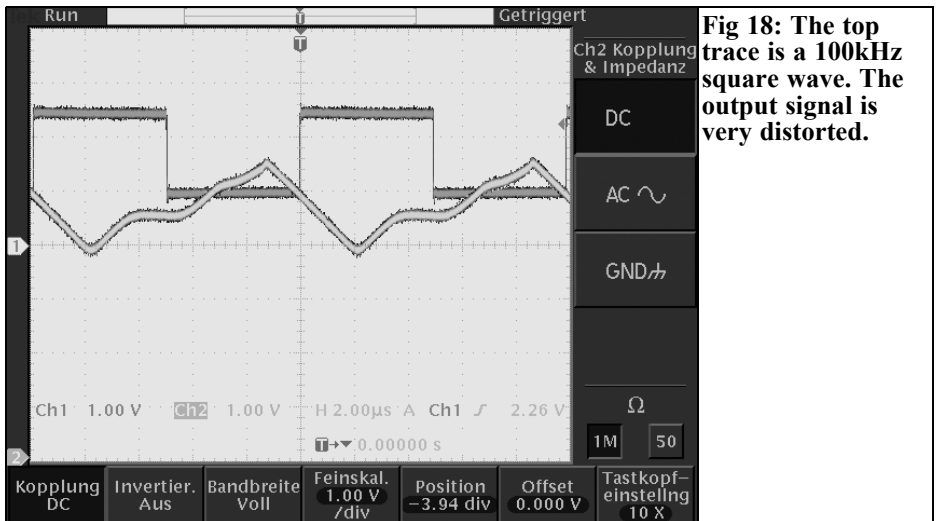 Run
Getriggert
T
Ch2 Kopplung
& Impedanz
DC
AC
GND
1
Ch1 1.00 V Ch2 1.00 V H 2.00µs A Ch1 2.26 V
T 0.00000 s
Ω
1M 50
2
Kopplung
DC
Invertier.
Aus
Bandbreite
Voll
Feinskal.
1.00 V
/div
Position
−3.94 div
Offset
0.000 V
Tastkopf–
einstellng
10 X
Fig 18: The top
trace is a 100kHz
square wave. The
output signal is
very distorted.